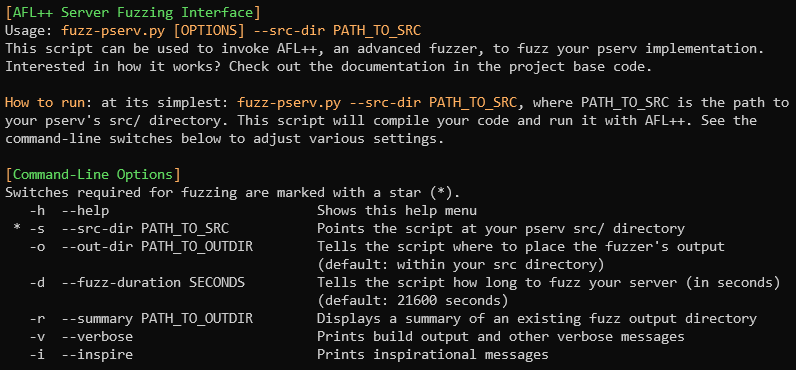 [AFL++ Server Fuzzing Interface]
Usage: fuzz-pserv.py [OPTIONS] --src-dir PATH_TO_SRC
This script can be used to invoke AFL++, an advanced fuzzer, to fuzz your pserv implementation.
Interested in how it works? Check out the documentation in the project base code.

How to run: at its simplest: fuzz-pserv.py --src-dir PATH_TO_SRC, where PATH_TO_SRC is the path to
your pserv's src/ directory. This script will compile your code and run it with AFL++. See the
command-line switches below to adjust various settings.

[Command-Line Options]
Switches required for fuzzing are marked with a star (*).
   -h  --help                       Shows this help menu
 * -s  --src-dir PATH_TO_SRC        Points the script at your pserv src/ directory
   -o  --out-dir PATH_TO_OUTDIR     Tells the script where to place the fuzzer's output
                                    (default: within your src directory)
   -d  --fuzz-duration SECONDS      Tells the script how long to fuzz your server (in seconds)
                                    (default: 21600 seconds)
   -r  --summary PATH_TO_OUTDIR     Displays a summary of an existing fuzz output directory
   -v  --verbose                    Prints build output and other verbose messages
   -i  --inspire                    Prints inspirational messages